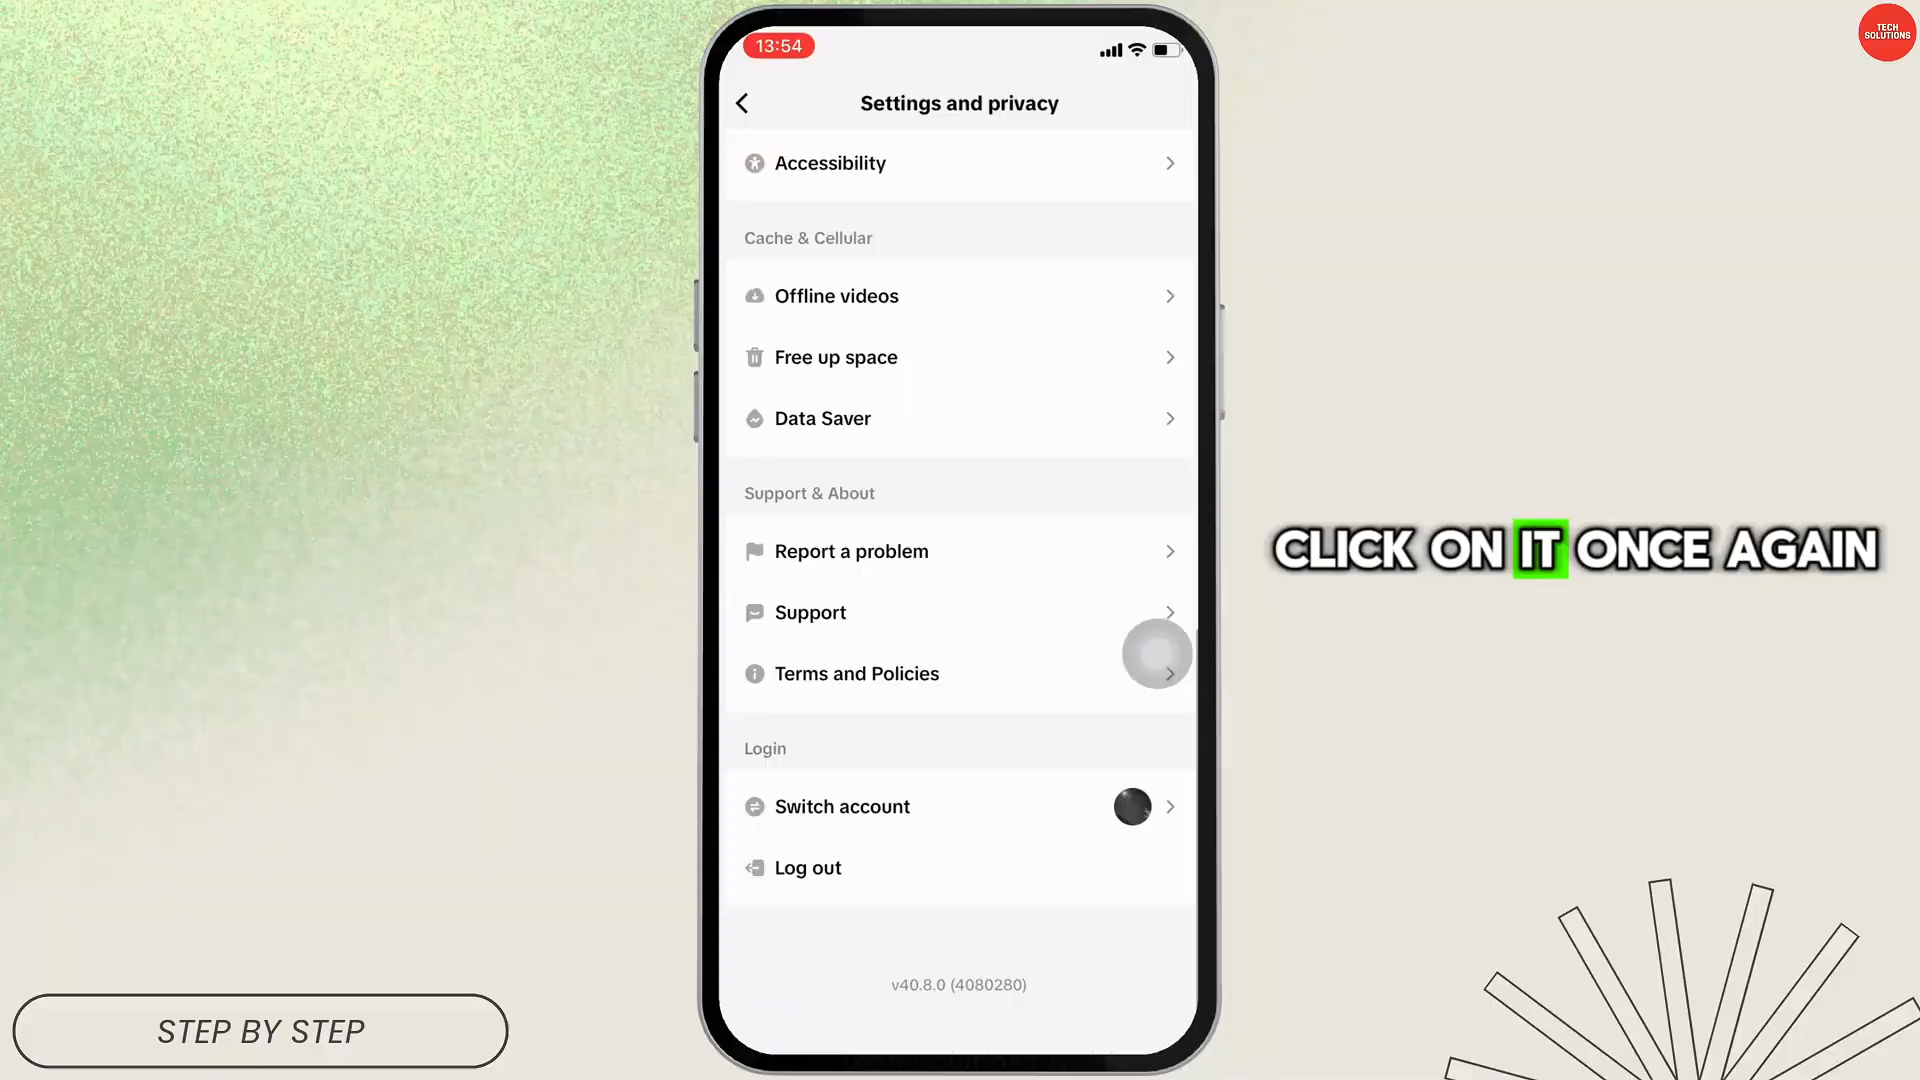 TECH
SOLUTIONS
13:54
Settings and privacy
Accessibility
Cache & Cellular
Offline videos
Free up space
Data Saver
Support & About
Report a problem
Support
Terms and Policies
Login
Switch account
Log out
v40.8.0 (4080280)
CLICK ON IT ONCE AGAIN
STEP BY STEP